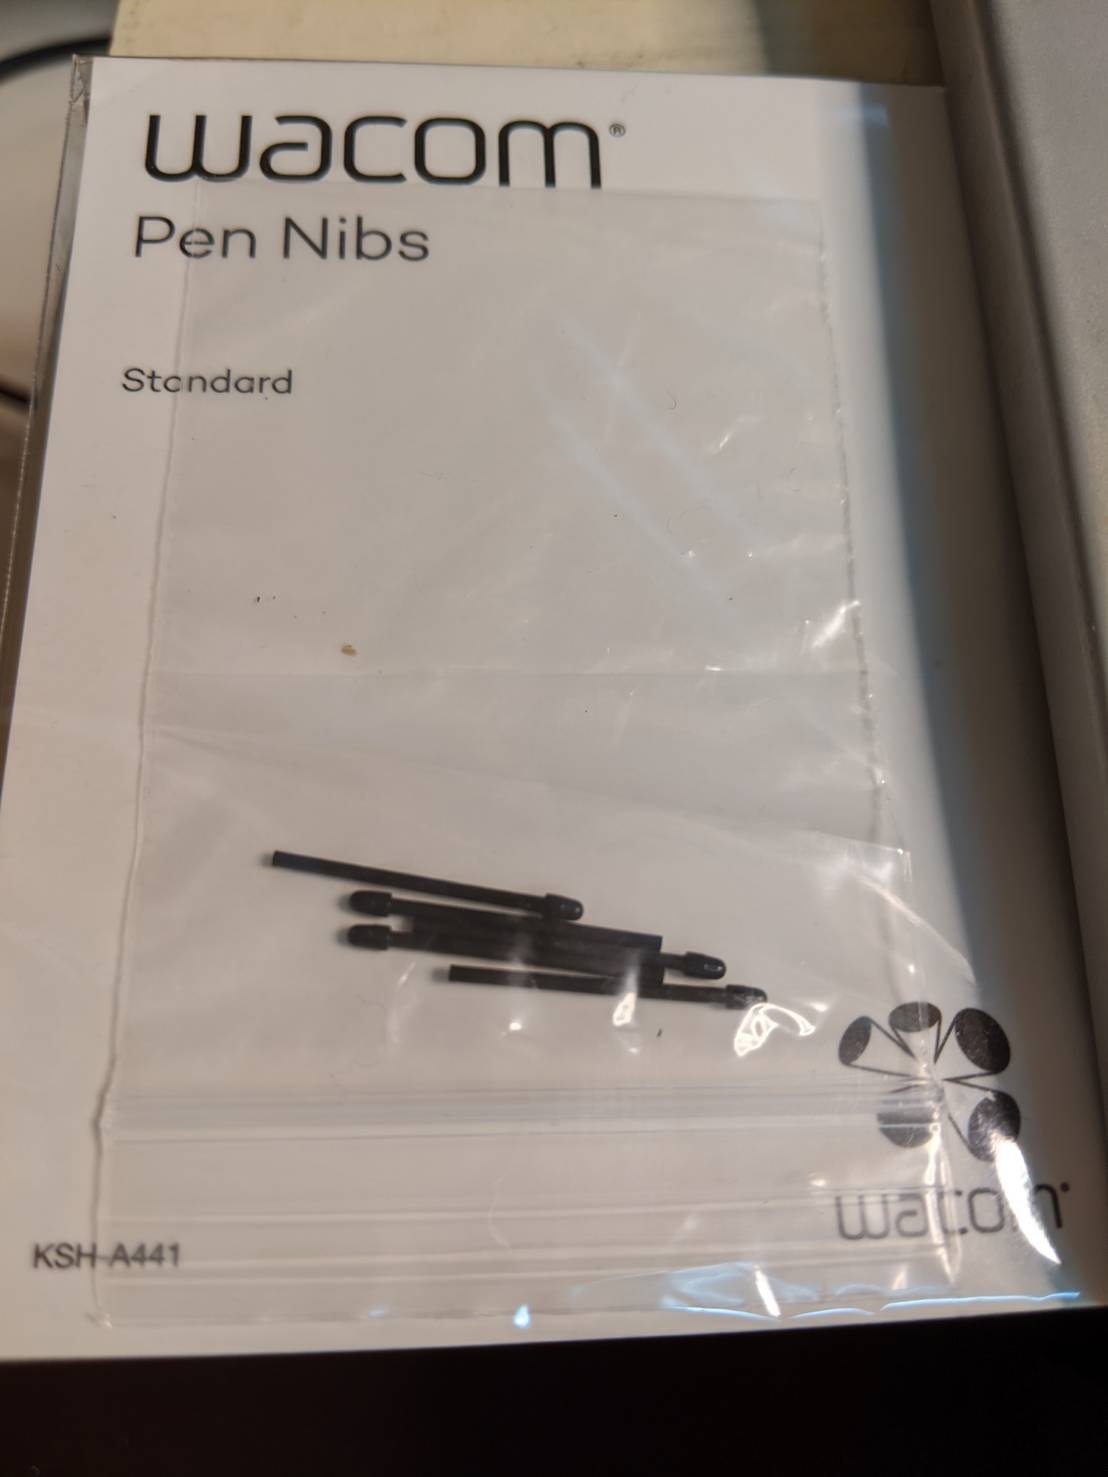 wacom®
Pen Nibs
Standard
wacom
KSH-A441